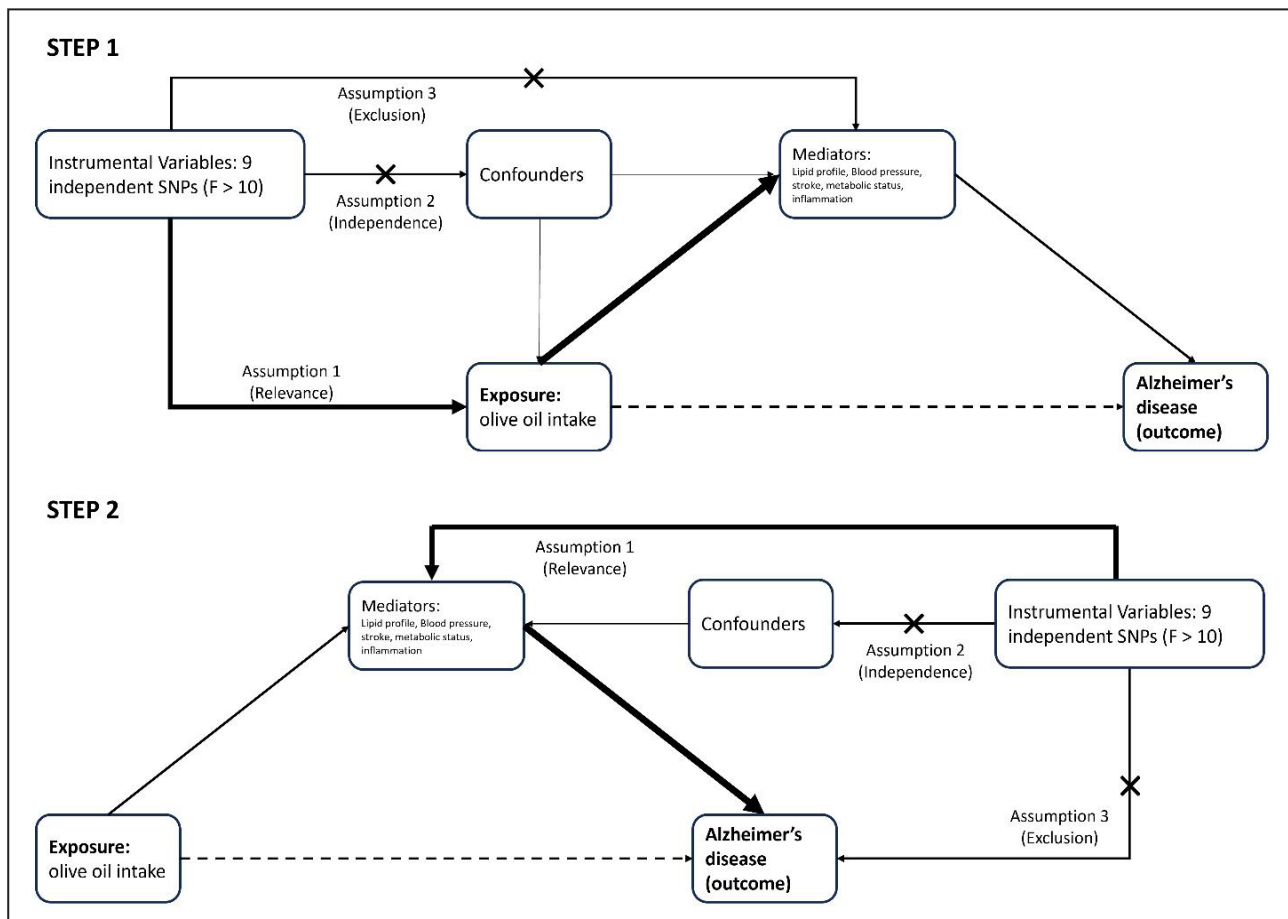 STEP 1
Assumption 3
(Exclusion)
Instrumental Variables: 9
independent SNPs (F > 10)
Assumption 2
(Independence)
Confounders
Mediators:
Lipid profile, Blood pressure,
stroke, metabolic status,
inflammation
Assumption 1
(Relevance)
Exposure:
olive oil intake
Alzheimer's
disease
(outcome)
STEP 2
Assumption 1
(Relevance)
Mediators:
Lipid profile, Blood pressure,
stroke, metabolic status,
inflammation
Confounders
Assumption 2
(Independence)
Instrumental Variables: 9
independent SNPs (F > 10)
Assumption 3
(Exclusion)
Exposure:
olive oil intake
Alzheimer's
disease
(outcome)